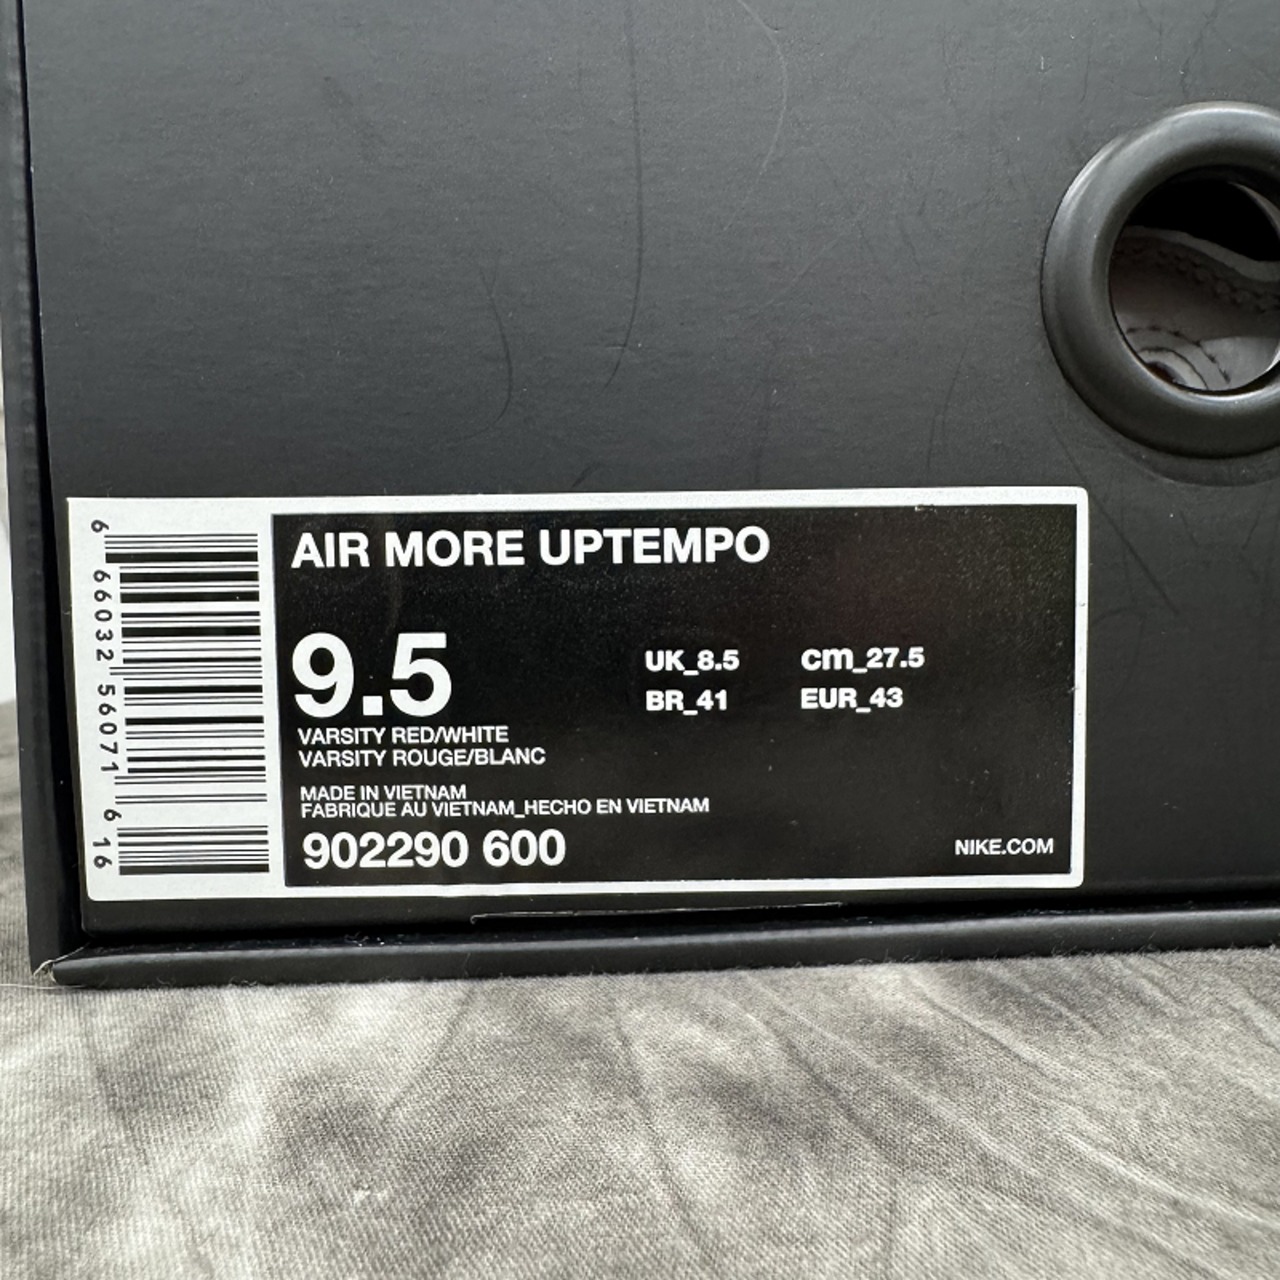 AIR MORE UPTEMPO
9.5
UK_8.5 cm_27.5
BR_41 EUR_43
VARSITY RED/WHITE
VARSITY ROUGE/BLANC
MADE IN VIETNAM
FABRIQUE AU VIETNAM_HECHO EN VIETNAM
902290 600
NIKE.COM
6 66032 56071 6 16